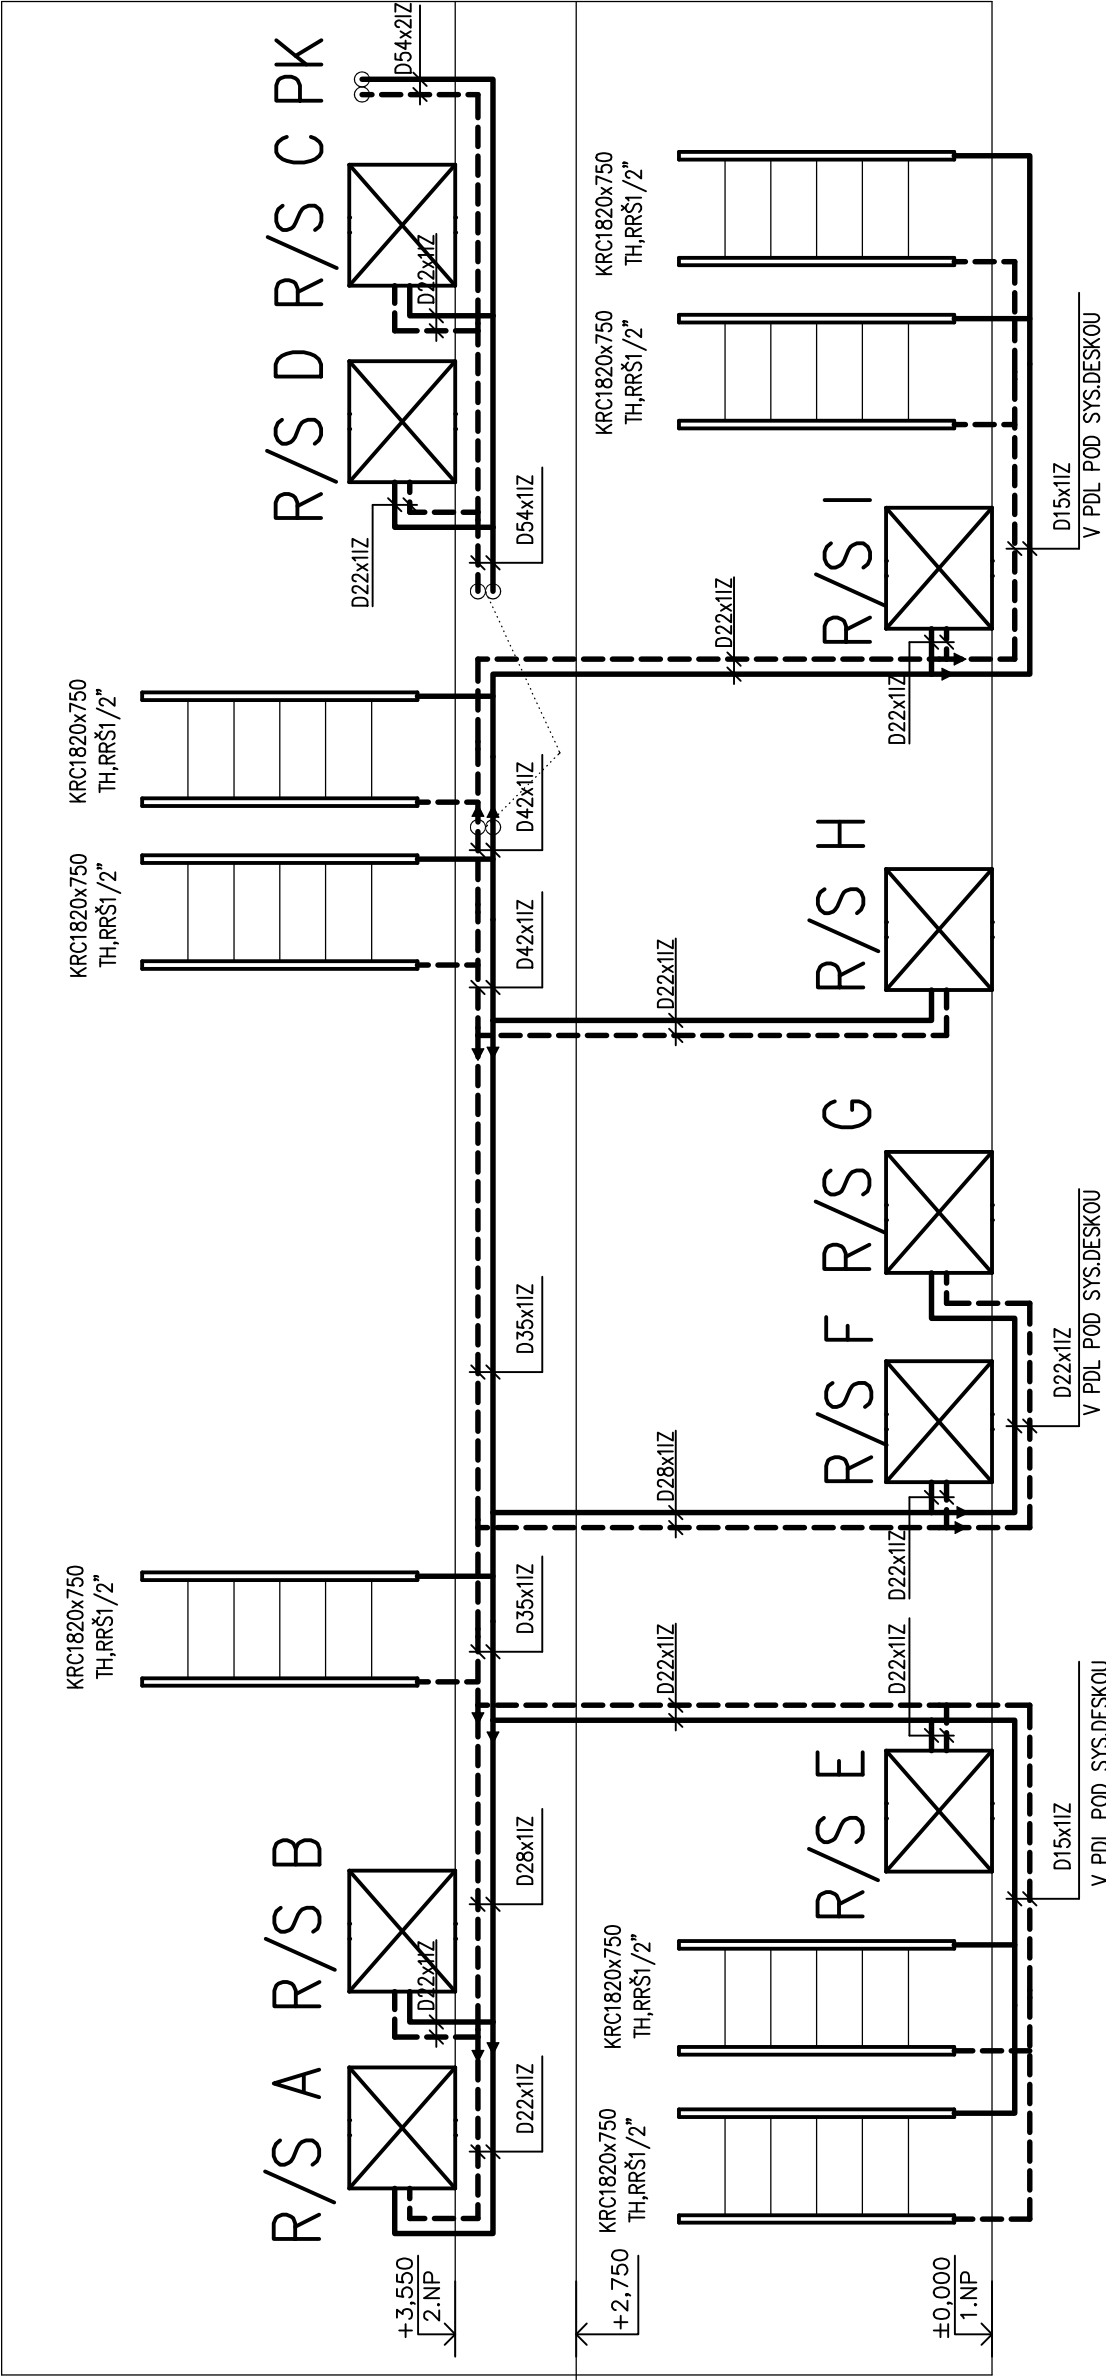 R/S A
R/S B
R/S D
R/S C
PK
D22x1IZ
D22x1IZ
D22x1IZ
D54x2IZ
KRC1820x750
TH,RRŠ1/2"
KRC1820x750
TH,RRŠ1/2"
KRC1820x750
TH,RRŠ1/2"
+3,550
2.NP
D22x1IZ
D28x1IZ
D35x1IZ
D35x1IZ
D42x1IZ
D42x1IZ
D54x1IZ
+2,750
D22x1IZ
D28x1IZ
D22x1IZ
D22x1IZ
KRC1820x750
TH,RRŠ1/2"
KRC1820x750
TH,RRŠ1/2"
KRC1820x750
TH,RRŠ1/2"
KRC1820x750
TH,RRŠ1/2"
R/S E
R/S F
R/S G
R/S H
R/S I
D22x1IZ
D22x1IZ
D22x1IZ
±0,000
1.NP
D15x1IZ
V PDL POD SYS.DESKOU
D22x1IZ
V PDL POD SYS.DESKOU
D15x1IZ
V PDL POD SYS.DESKOU